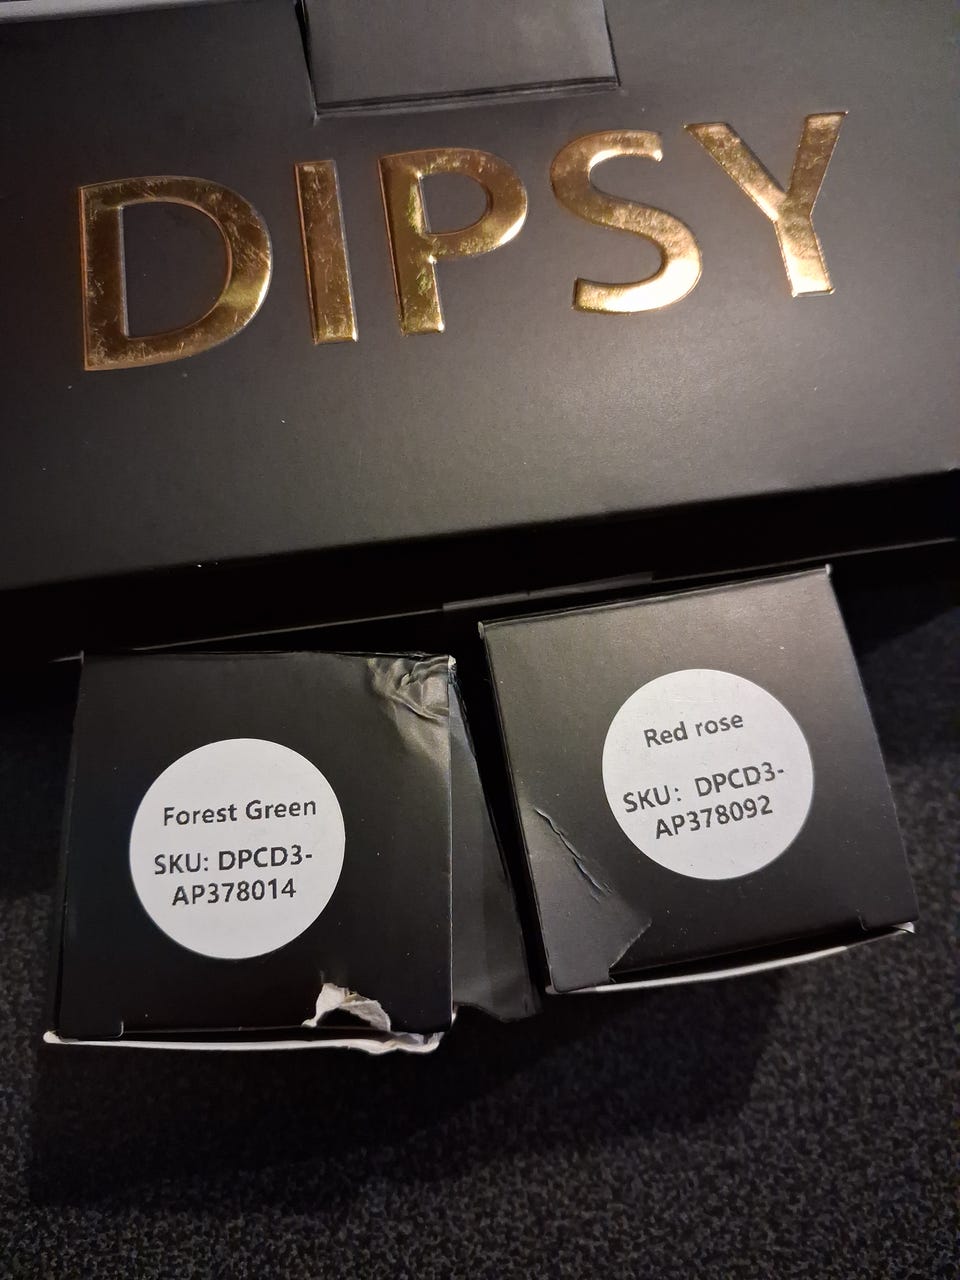 DIPSY
Forest Green
SKU: DPCD3-
AP378014
Red rose
SKU: DPCD3-
AP378092